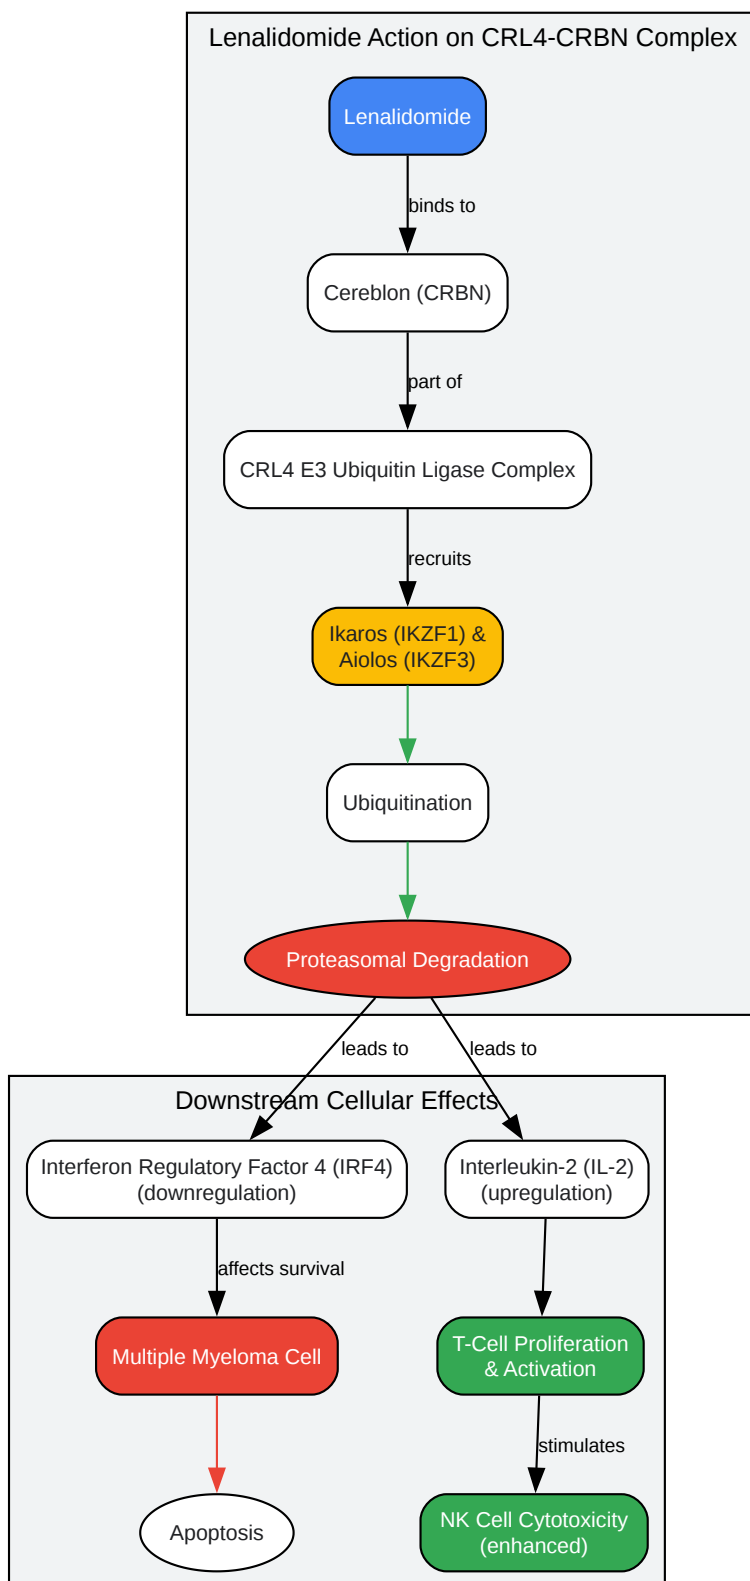 Lenalidomide Action on CRL4-CRBN Complex
Lenalidomide
binds to
Cereblon (CRBN)
part of
CRL4 E3 Ubiquitin Ligase Complex
recruits
Ikaros (IKZF1) &
Aiolos (IKZF3)
Ubiquitination
Proteasomal Degradation
leads to
leads to
Downstream Cellular Effects
Interferon Regulatory Factor 4 (IRF4)
(downregulation)
Interleukin-2 (IL-2)
(upregulation)
affects survival
Multiple Myeloma Cell
T-Cell Proliferation
& Activation
stimulates
Apoptosis
NK Cell Cytotoxicity
(enhanced)